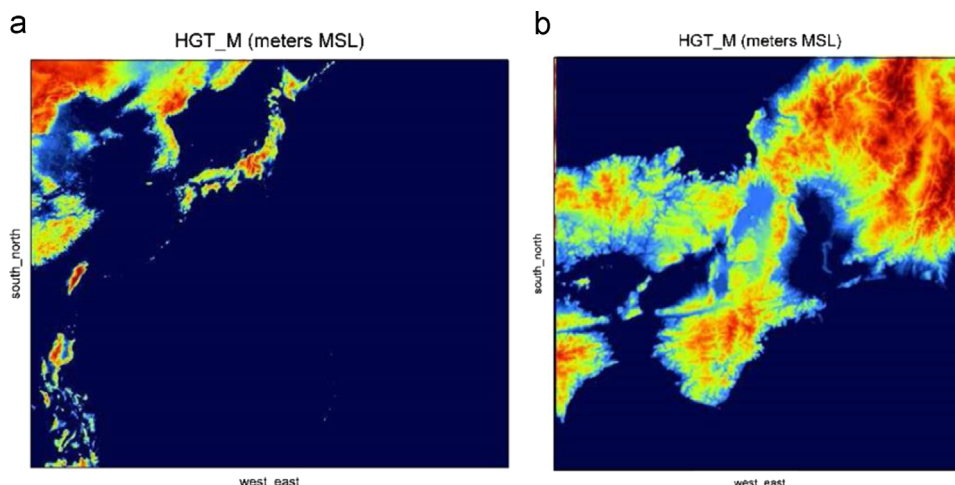 a
HGT_M (meters MSL)
south_north
west_east
b
HGT_M (meters MSL)
south_north
west_east